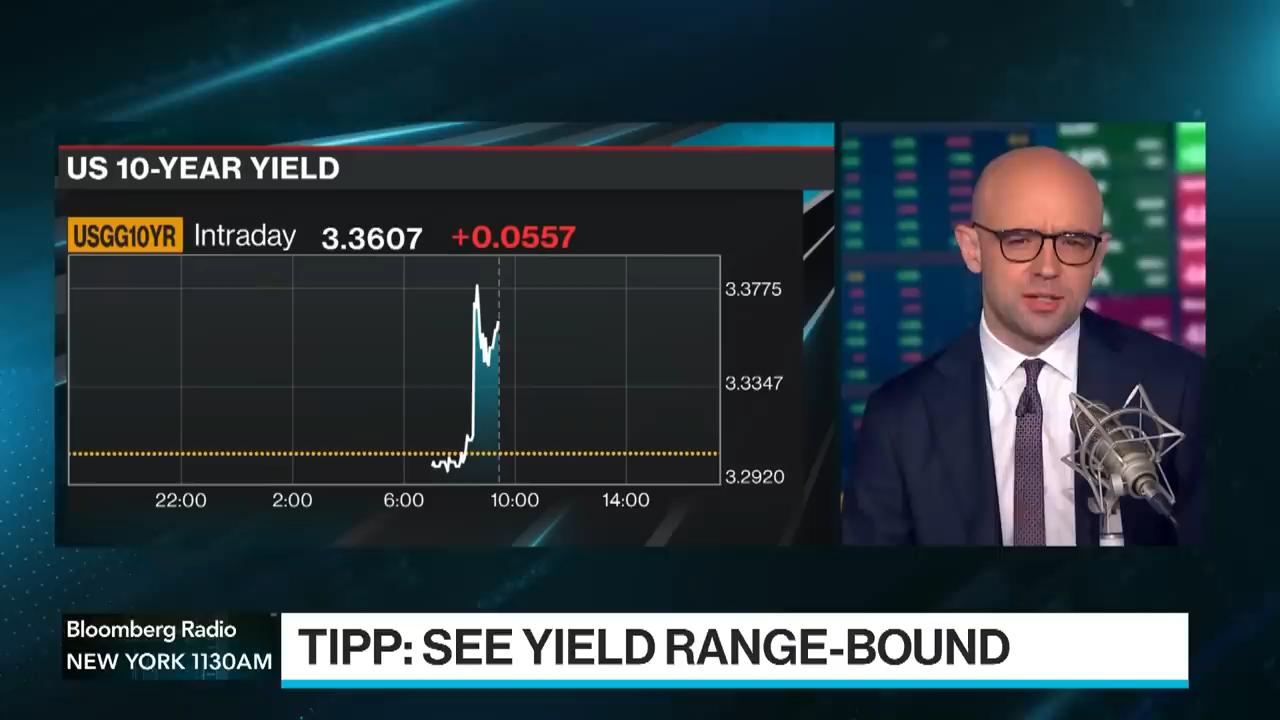 US 10-YEAR YIELD
USGG10YR Intraday 3.3607 +0.0557
3.3775
3.3347
3.2920
22:00 2:00 6:00 10:00 14:00
Bloomberg Radio
NEW YORK 1130AM
TIPP: SEE YIELD RANGE-BOUND